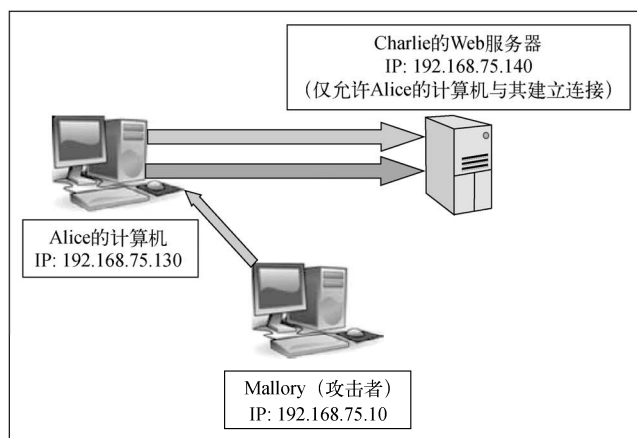 Charlie的Web服务器
IP: 192.168.75.140
（仅允许Alice的计算机与其建立连接）
Alice的计算机
IP: 192.168.75.130
Mallory（攻击者）
IP: 192.168.75.10